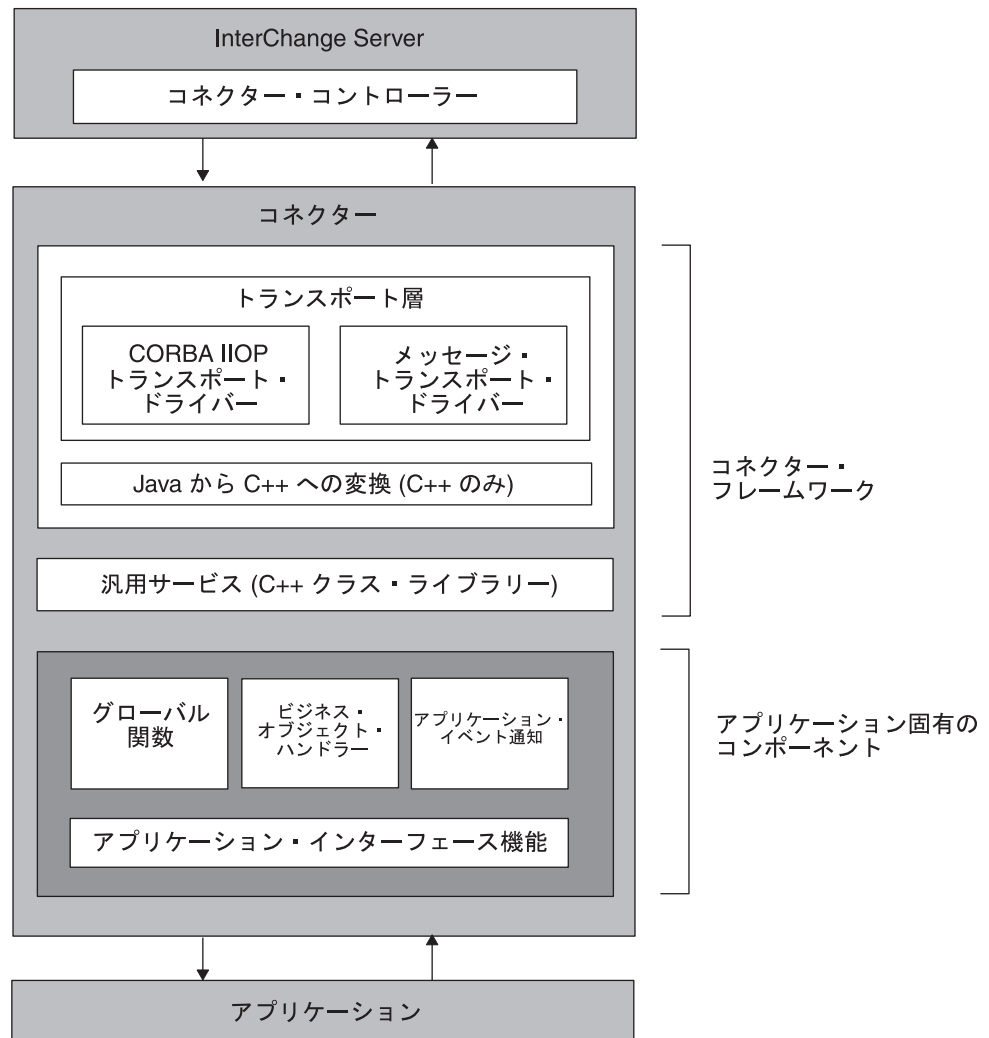 InterChange Server
コネクター・コントローラー
コネクター
トランスポート層
CORBA IIOP
トランスポート・
ドライバー
メッセージ・
トランスポート・
ドライバー
Java から C++ への変換 (C++ のみ)
汎用サービス (C++ クラス・ライブラリー)
コネクター・
フレームワーク
グローバル
関数
ビジネス・
オブジェクト・
ハンドラー
アプリケーション・
イベント通知
アプリケーション・インターフェース機能
アプリケーション固有の
コンポーネント
アプリケーション